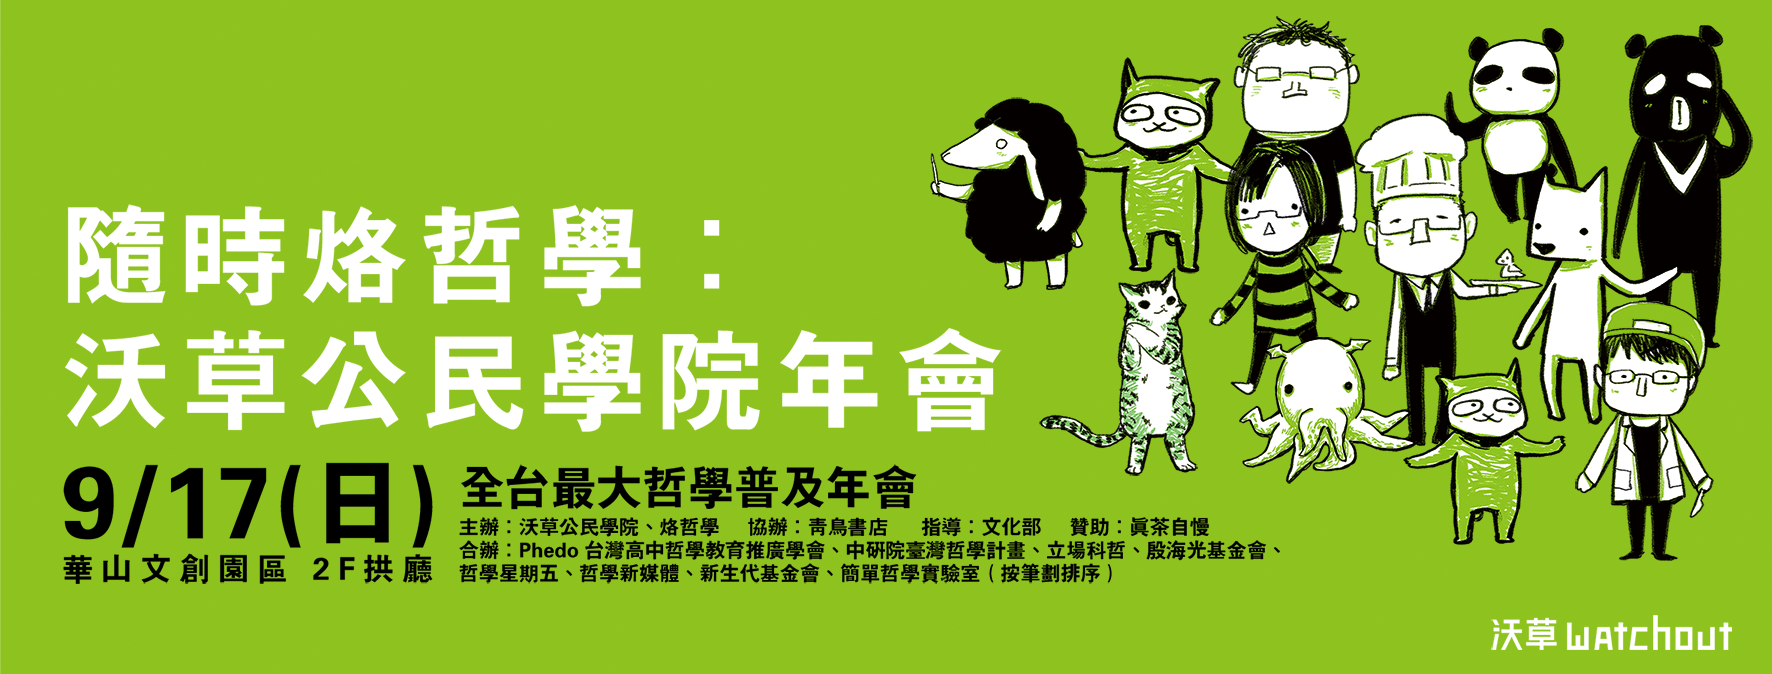 隨時烙哲學：
沃草公民學院年會
9/17(日)
華山文創園區 2F拱廳
全台最大哲學普及年會
主辦：沃草公民學院、烙哲學 協辦：青鳥書店 指導：文化部 贊助：真茶自慢
合辦：Phedo 台灣高中哲學教育推廣學會、中研院臺灣哲學計畫、立場科哲、殷海光基金會、
哲學星期五、哲學新媒體、新生代基金會、簡單哲學實驗室（按筆劃排序）
沃草 watchout